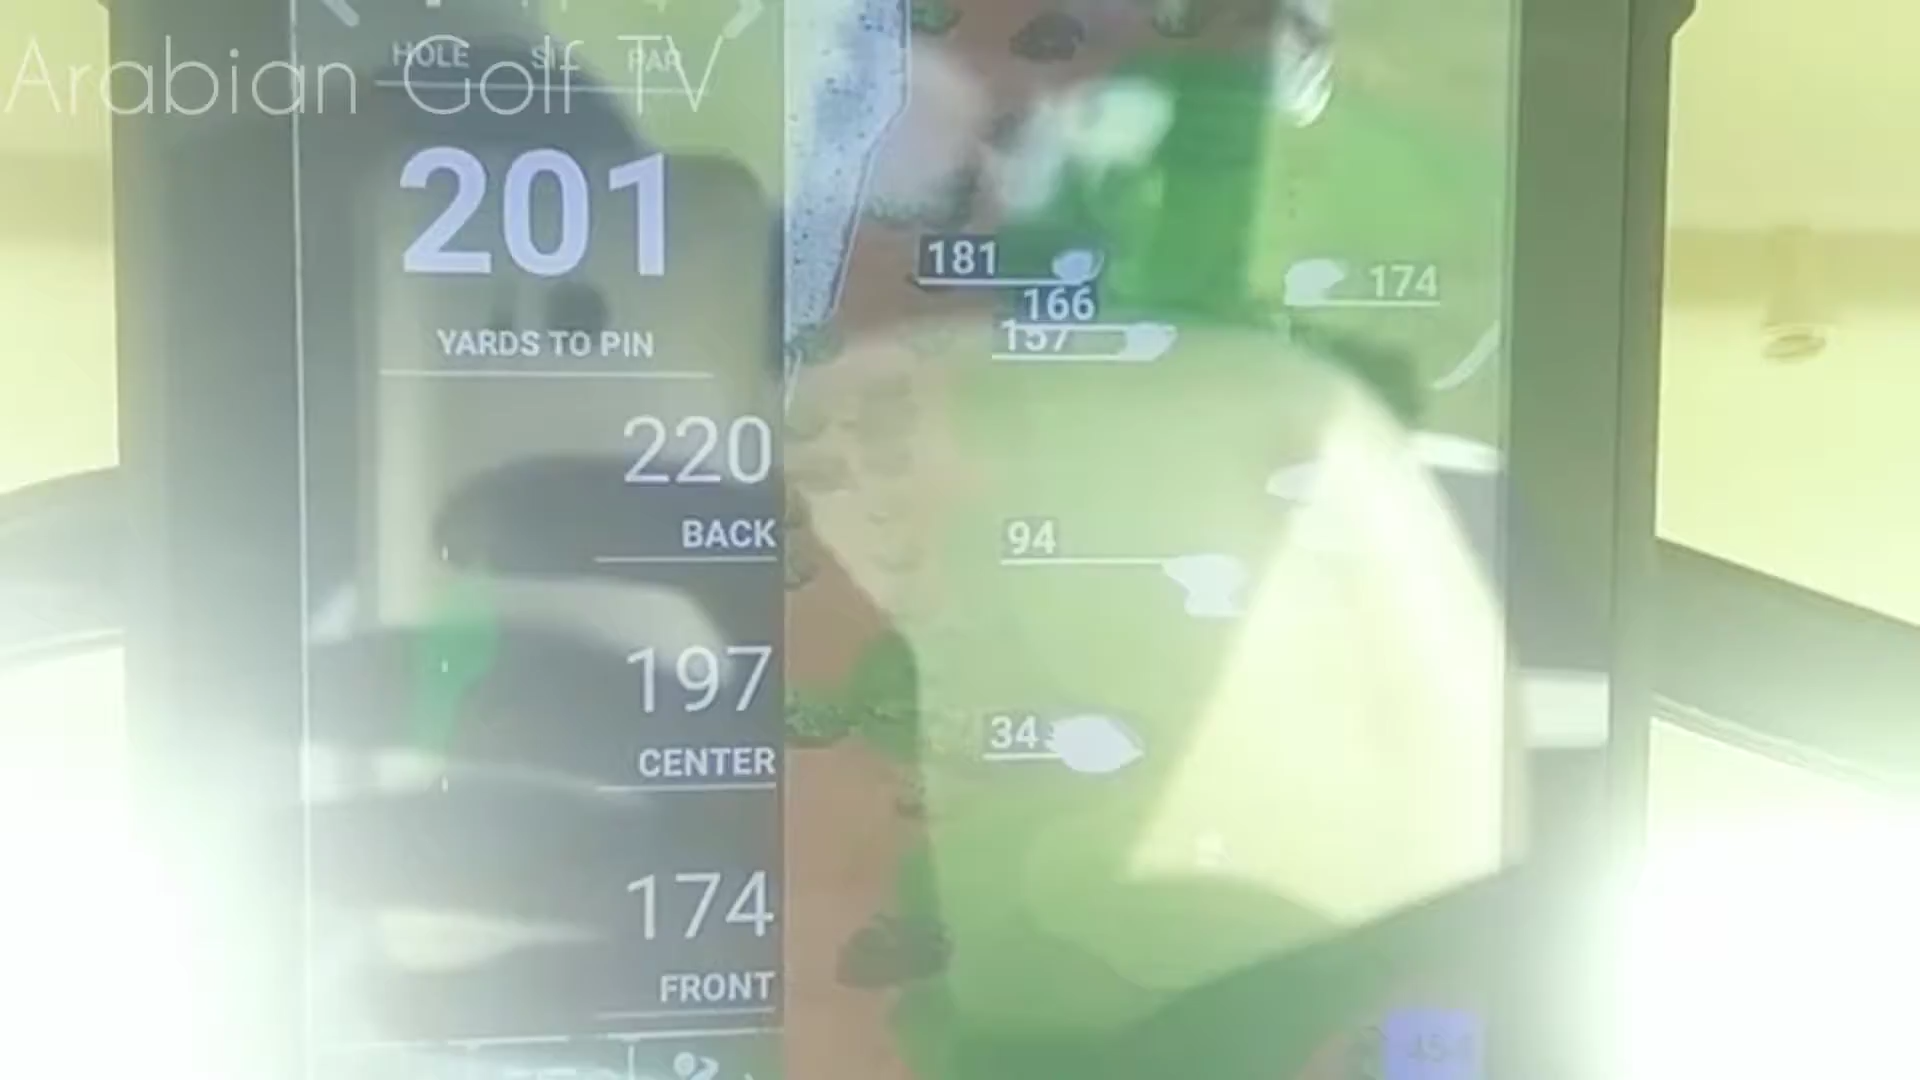 HOLE S.I. PAR
Arabian Golf TV
201
YARDS TO PIN
220
BACK
197
CENTER
174
FRONT
181
166
157
174
94
34